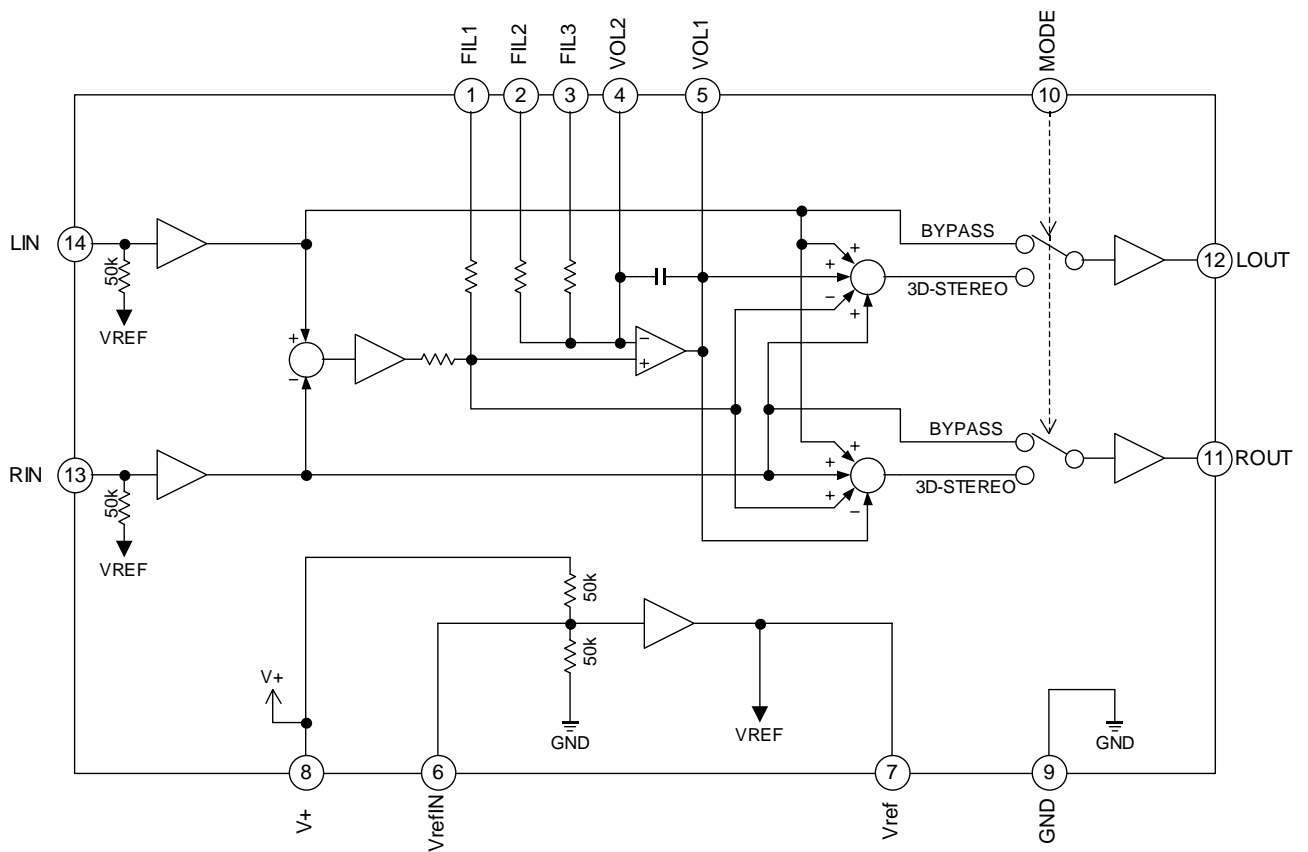 FIL1
FIL2
FIL3
VOL2
VOL1
MODE
1
2
3
4
5
10
LIN
14
50k
VREF
+
−
−
+
+
+
−
+
BYPASS
3D-STEREO
12
LOUT
RIN
13
50k
VREF
+
+
+
−
BYPASS
3D-STEREO
11
ROUT
50k
50k
V+
GND
VREF
GND
8
6
7
9
V+
VrefIN
Vref
GND